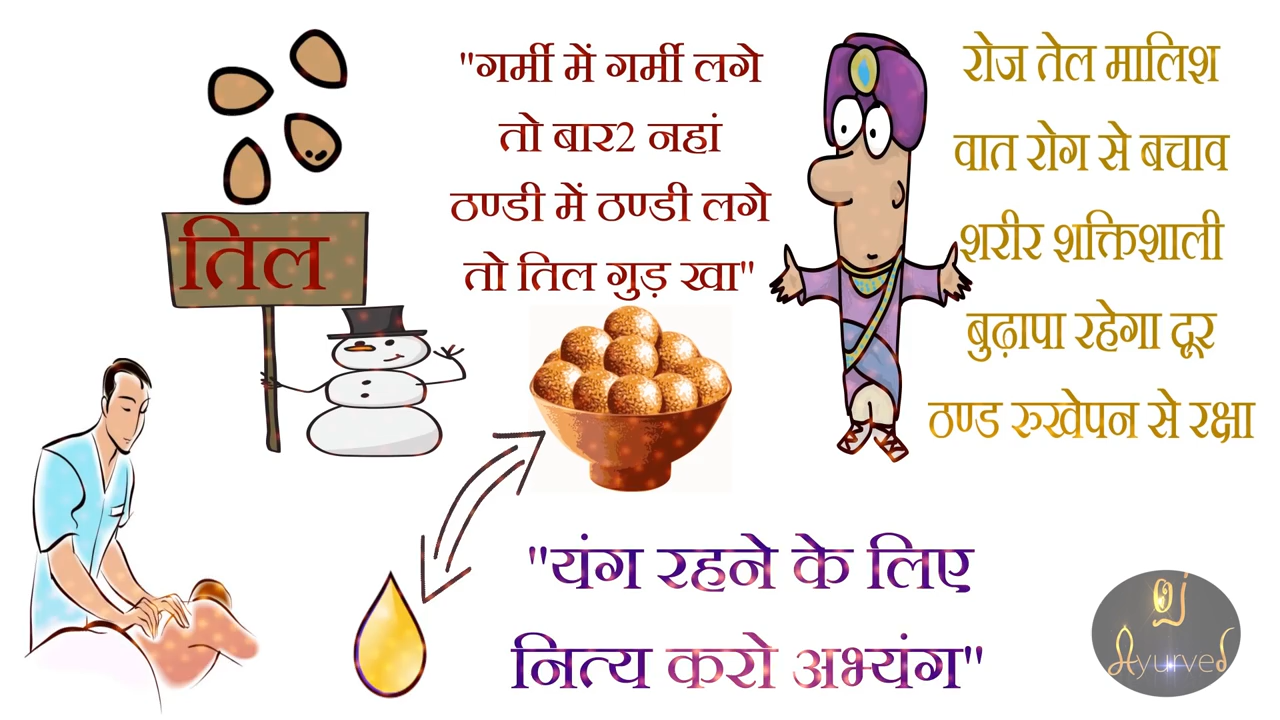 "गर्मी में गर्मी लगे
तो बार2 नहां
ठण्डी में ठण्डी लगे
तो तिल गुड़ खा"
तिल
रोज तेल मालिश
वात रोग से बचाव
शरीर शक्तिशाली
बुढ़ापा रहेगा दूर
ठण्ड रुखेपन से रक्षा
"यंग रहने के लिए
नित्य करो अभ्यंग"
OJ
Ayurved